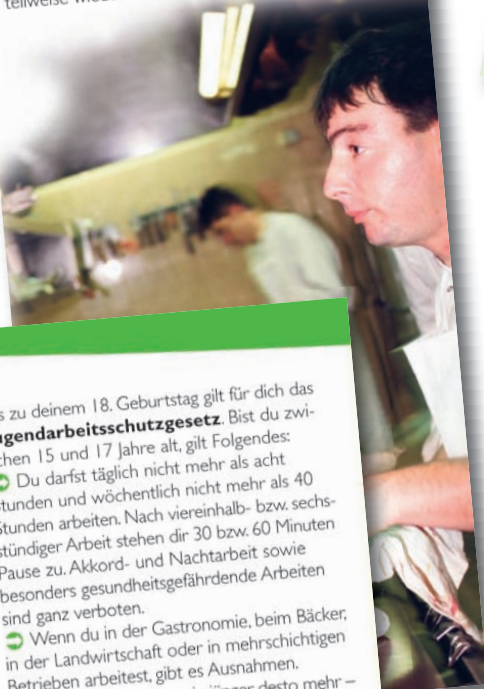 teilweise
s zu deinem 18. Geburtstag gilt für dich das
ugendarbeitsschutzgesetz. Bist du zwi-
chen 15 und 17 Jahre alt, gilt Folgendes:
Du darfst täglich nicht mehr als acht
tunden und wöchentlich nicht mehr als 40
Stunden arbeiten. Nach viereinhalb- bzw. sechs-
stündiger Arbeit stehen dir 30 bzw. 60 Minuten
Pause zu. Akkord- und Nachtarbeit sowie
besonders gesundheitsgefährdende Arbeiten
sind ganz verboten.
Wenn du in der Gastronomie, beim Bäcker,
in der Landwirtschaft oder in mehrschichtigen
Betrieben arbeitest, gibt es Ausnahmen.
desto mehr –